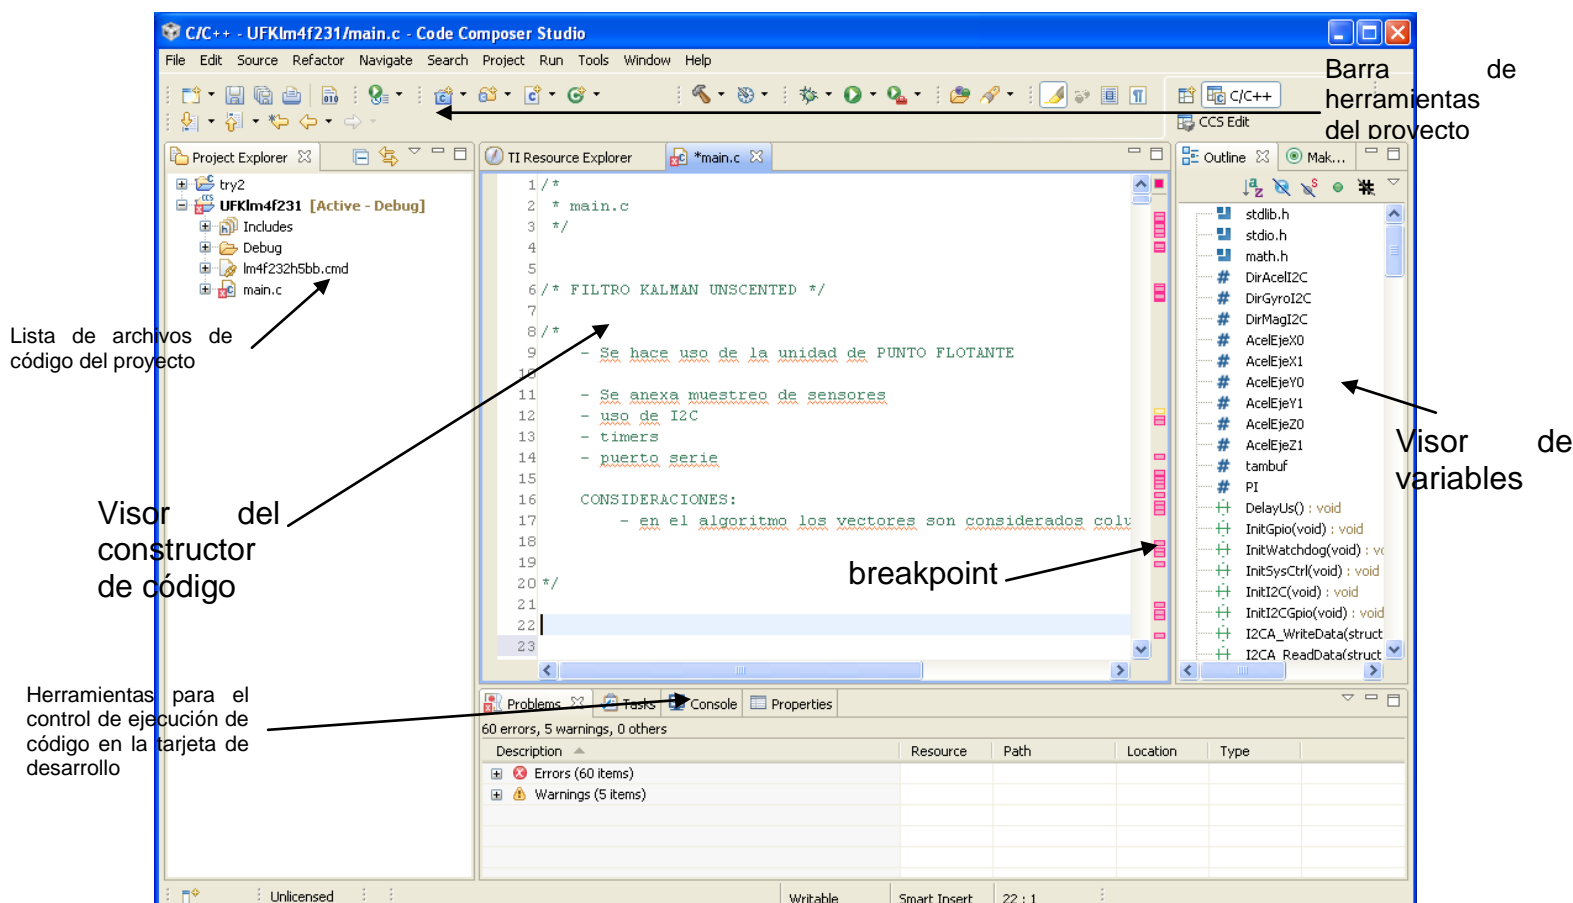 C/C++ - UFKlm4f231/main.c - Code Composer Studio
File Edit Source Refactor Navigate Search Project Run Tools Window Help
Barra de
herramientas
del proyecto
C/C++
CCS Edit
Project Explorer
try2
UFKlm4f231 [Active - Debug]
Includes
Debug
lm4f232h5bb.cmd
main.c
Lista de archivos de
código del proyecto
Visor del
constructor
de código
Herramientas para el
control de ejecución de
código en la tarjeta de
desarrollo
TI Resource Explorer *main.c
1 /*
2 * main.c
3 */
4
5
6 /* FILTRO KALMAN UNSCENTED */
7
8 /*
9 - Se hace uso de la unidad de PUNTO FLOTANTE
10
11 - Se anexa muestreo de sensores
12 - uso de I2C
13 - timers
14 - puerto serie
15
16 CONSIDERACIONES:
17 - en el algoritmo los vectores son considerados colu
18
19
20 */
21
22
23
breakpoint
Outline Mak...
stdlib.h
stdio.h
math.h
DirAcelI2C
DirGyroI2C
DirMagI2C
AcelEjeX0
AcelEjeX1
AcelEjeY0
AcelEjeY1
AcelEjeZ0
AcelEjeZ1
tambuf
PI
DelayUs() : void
InitGpio(void) : void
InitWatchdog(void) : vo
InitSysCtrl(void) : void
InitI2C(void) : void
InitI2CGpio(void) : void
I2CA_WriteData(struct
I2CA_ReadData(struct
Visor de
variables
Problems Tasks Console Properties
60 errors, 5 warnings, 0 others
Description Resource Path Location Type
Errors (60 items)
Warnings (5 items)
Unlicensed Writable Smart Insert 22 : 1